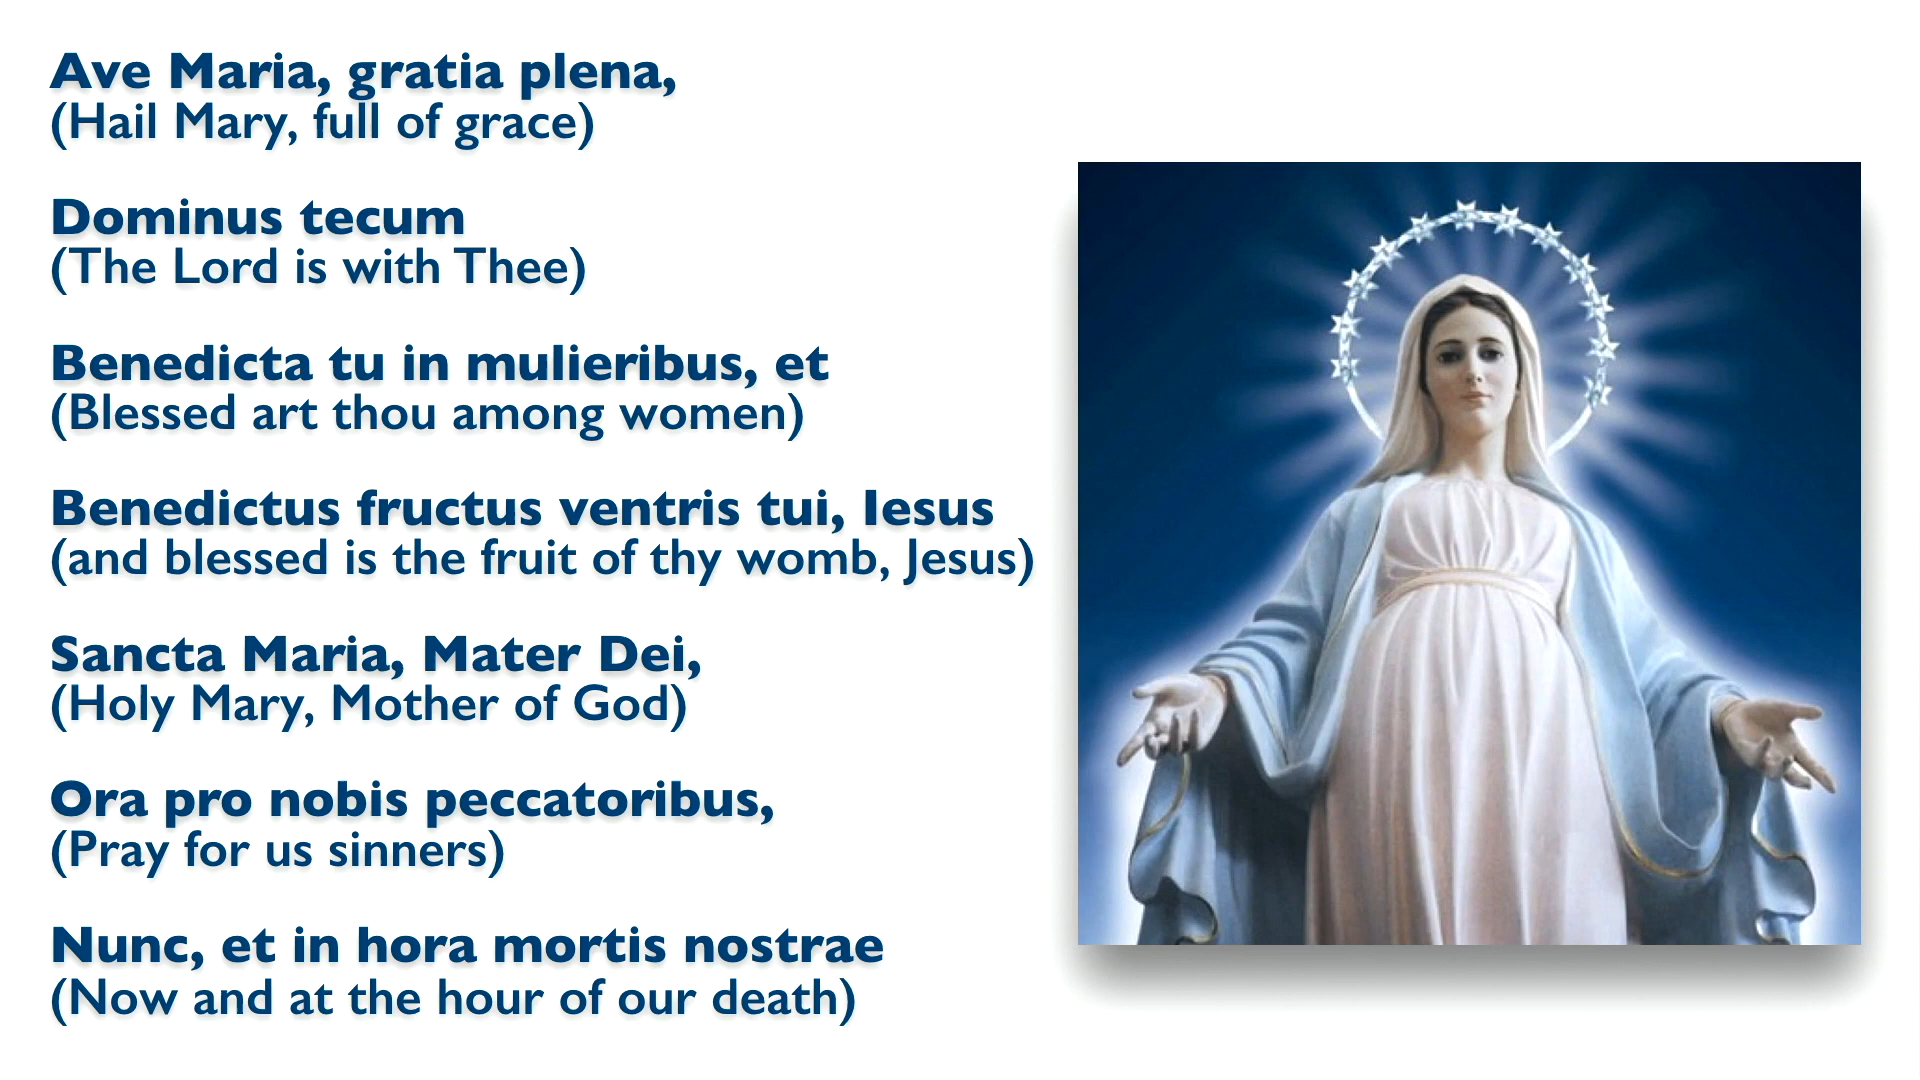 Ave Maria, gratia plena,
(Hail Mary, full of grace)
Dominus tecum
(The Lord is with Thee)
Benedicta tu in mulieribus, et
(Blessed art thou among women)
Benedictus fructus ventris tui, Iesus
(and blessed is the fruit of thy womb, Jesus)
Sancta Maria, Mater Dei,
(Holy Mary, Mother of God)
Ora pro nobis peccatoribus,
(Pray for us sinners)
Nunc, et in hora mortis nostrae
(Now and at the hour of our death)